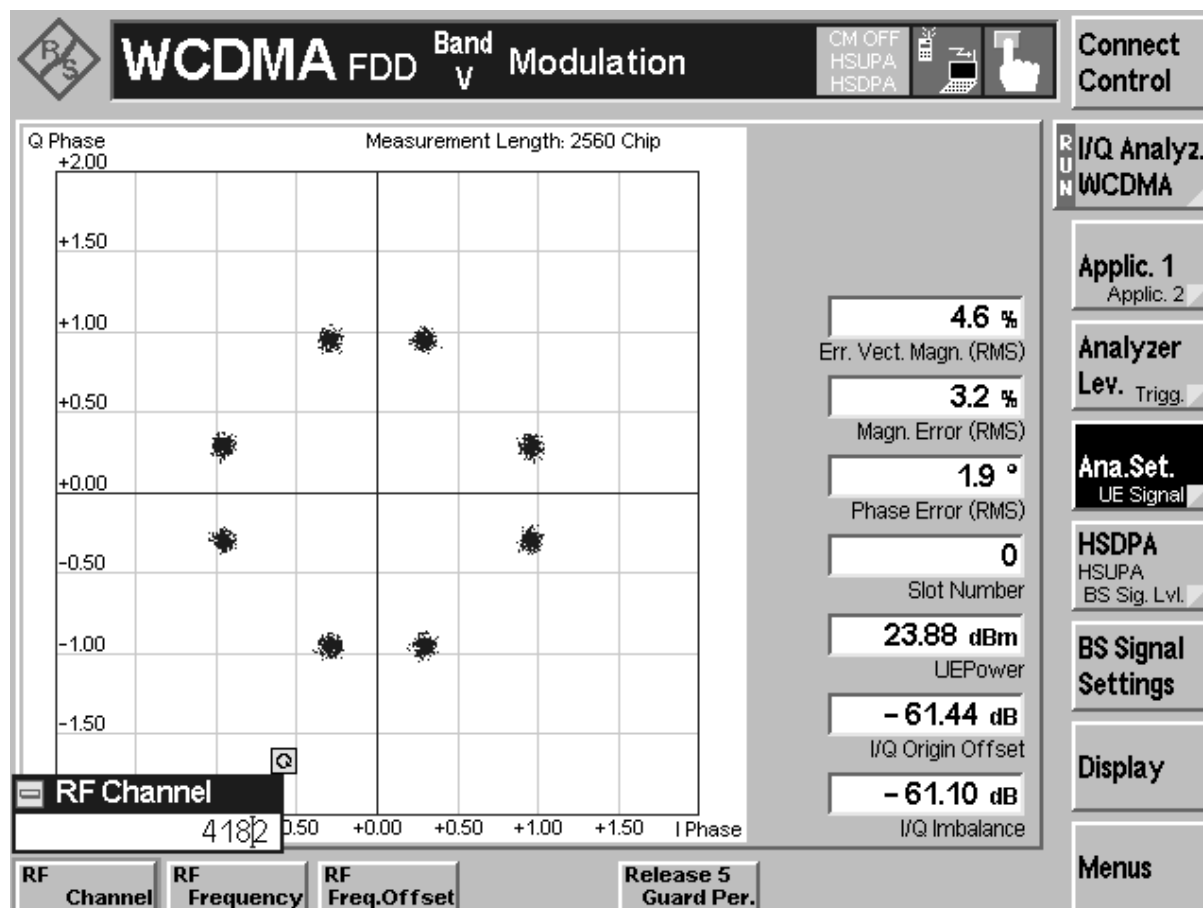 R&S
WCDMA FDD Band V Modulation
CM OFF
HSUPA
HSDPA
Connect
Control
Q Phase
Measurement Length: 2560 Chip
+2.00
+1.50
+1.00
+0.50
+0.00
-0.50
-1.00
-1.50
Q
RF Channel
4182
0.50 +0.00 +0.50 +1.00 +1.50 I Phase
4.6 %
Err. Vect. Magn. (RMS)
3.2 %
Magn. Error (RMS)
1.9 °
Phase Error (RMS)
0
Slot Number
23.88 dBm
UEPower
- 61.44 dB
I/Q Origin Offset
- 61.10 dB
I/Q Imbalance
RUN
I/Q Analyz.
WCDMA
Applic. 1
Applic. 2
Analyzer
Lev. Trigg.
Ana.Set.
UE Signal
HSDPA
HSUPA
BS Sig. Lvl.
BS Signal
Settings
Display
Menus
RF
Channel
RF
Frequency
RF
Freq.Offset
Release 5
Guard Per.